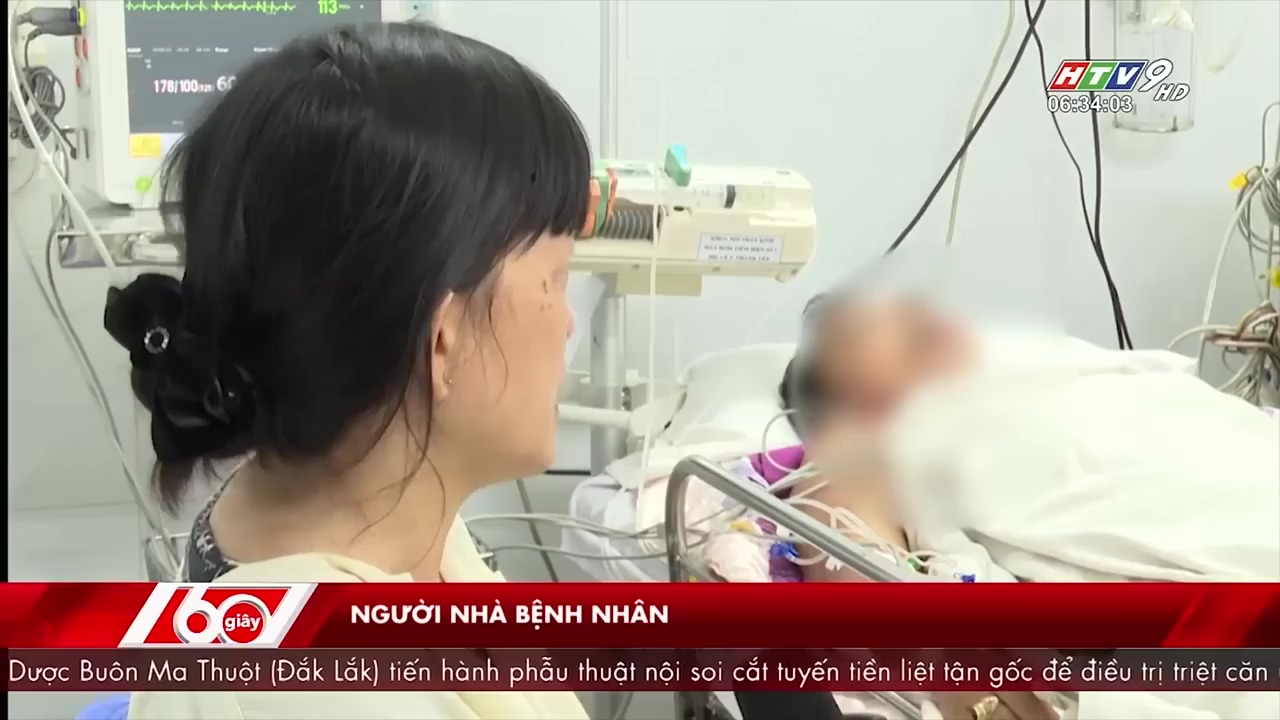 113
178/100
HTV9 HD
06:34:03
60 giây
NGƯỜI NHÀ BỆNH NHÂN
Dược Buôn Ma Thuột (Đắk Lắk) tiến hành phẫu thuật nội soi cắt tuyến tiền liệt tận gốc để điều trị triệt căn